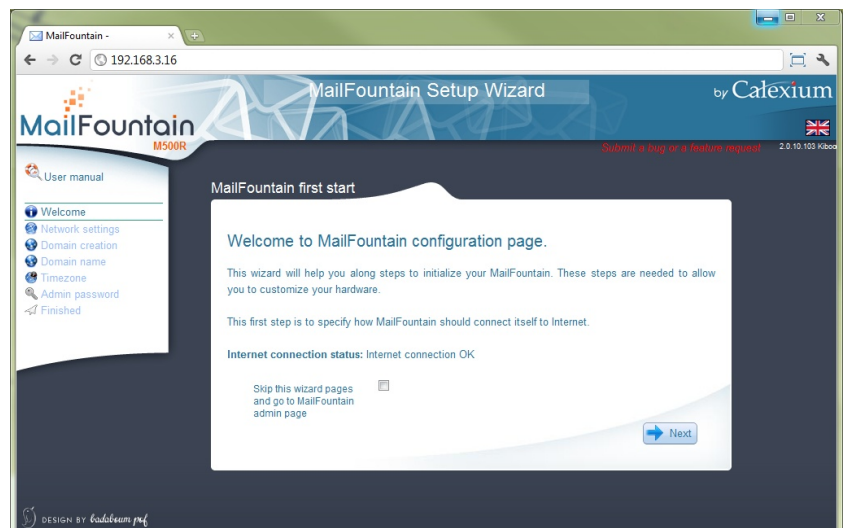 MailFountain -
192.168.3.16
MailFountain Setup Wizard
by Calexium
MailFountain
M500R
Submit a bug or a feature request
2.0.10.103 Kiboo
User manual
Welcome
Network settings
Domain creation
Domain name
Timezone
Admin password
Finished
MailFountain first start
Welcome to MailFountain configuration page.
This wizard will help you along steps to initialize your MailFountain. These steps are needed to allow
you to customize your hardware.
This first step is to specify how MailFountain should connect itself to Internet.
Internet connection status: Internet connection OK
Skip this wizard pages
and go to MailFountain
admin page
Next
DESIGN BY badaboum prf